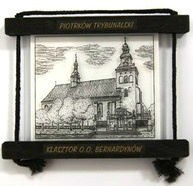 PIOTRKÓW TRYBUNALSKI
KLASZTOR O.O. BERNARDYNÓW